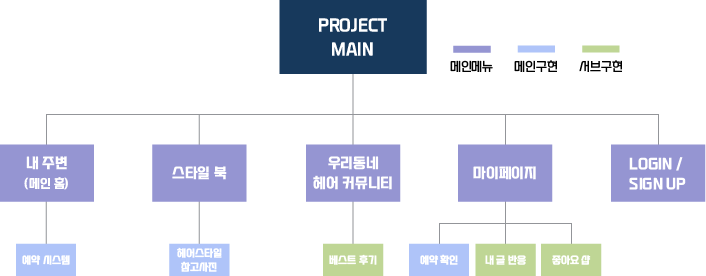 PROJECT
MAIN
메인메뉴
메인구현
서브구현
내 주변
(메인 홈)
스타일 북
우리동네
헤어 커뮤니티
마이페이지
LOGIN /
SIGN UP
예약 시스템
헤어스타일
참고사진
베스트 후기
예약 확인
내 글 반응
좋아요 샵